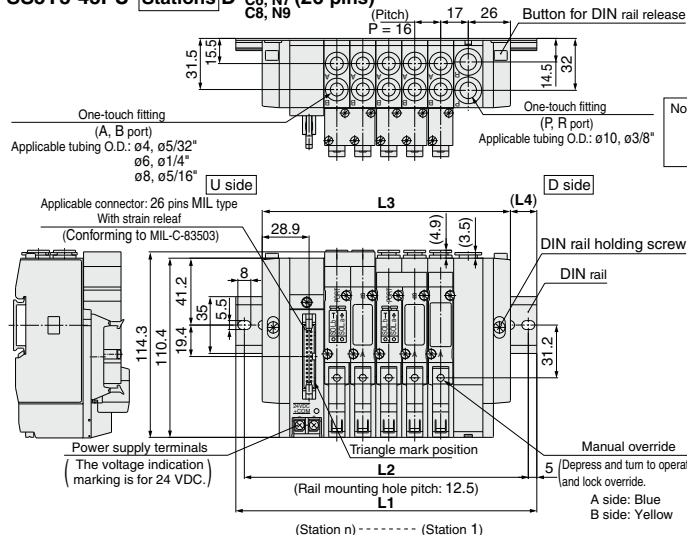 Stations D
C8, N9
(26 pins)
(Pitch)
P = 16
17
26
Button for DIN rail release
31.5
15.5
14.5
32
One-touch fitting
(A, B port)
Applicable tubing O.D.: ø4, ø5/32"
ø6, ø1/4"
ø8, ø5/16"
One-touch fitting
(P, R port)
Applicable tubing O.D.: ø10, ø3/8"
No
U side
D side
Applicable connector: 26 pins MIL type
With strain releaf
(Conforming to MIL-C-83503)
L3
(L4)
28.9
(4.9)
(3.5)
DIN rail holding screw
DIN rail
8
114.3
110.4
41.2
35
5.5
19.4
31.2
24VDC
+COM
Power supply terminals
(The voltage indication
marking is for 24 VDC.)
Triangle mark position
Manual override
(Depress and turn to operat
and lock override.
A side: Blue
B side: Yellow
L2
5
(Rail mounting hole pitch: 12.5)
L1
(Station n) - - - - - - - (Station 1)